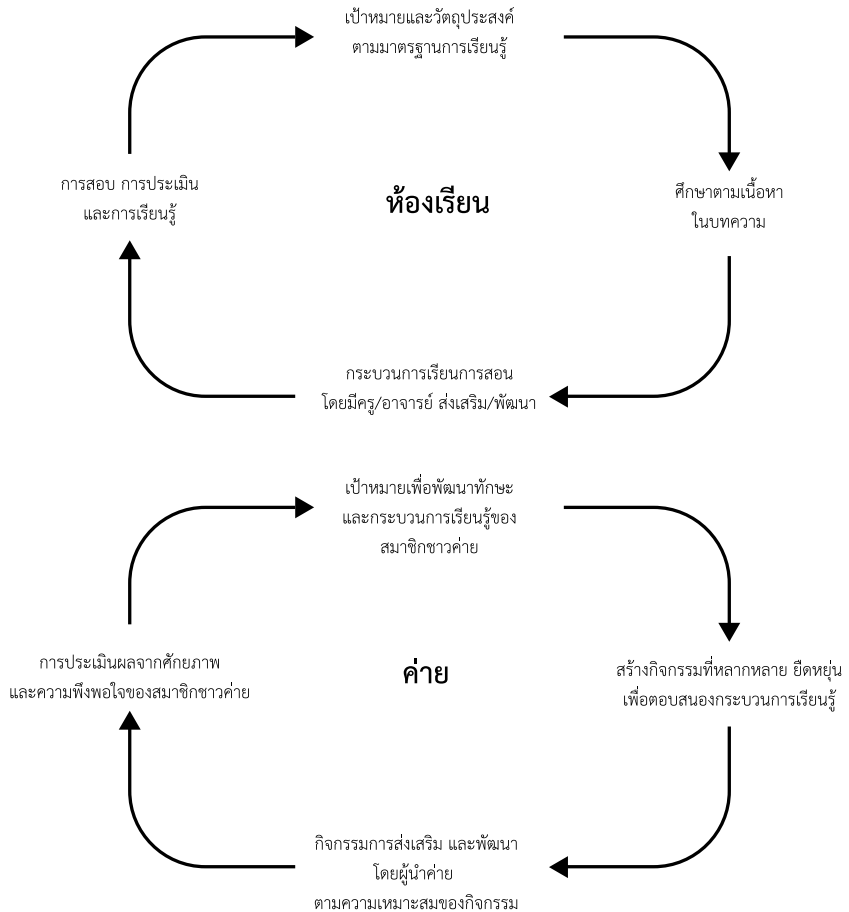 เป้าหมายและวัตถุประสงค์
ตามมาตรฐานการเรียนรู้
การสอบ การประเมิน
และการเรียนรู้
ห้องเรียน
ศึกษาตามเนื้อหา
ในบทความ
กระบวนการเรียนการสอน
โดยมีครู/อาจารย์ ส่งเสริม/พัฒนา
เป้าหมายเพื่อพัฒนาทักษะ
และกระบวนการเรียนรู้ของ
สมาชิกชาวค่าย
การประเมินผลจากศักยภาพ
และความพึงพอใจของสมาชิกชาวค่าย
ค่าย
สร้างกิจกรรมที่หลากหลาย ยืดหยุ่น
เพื่อตอบสนองกระบวนการเรียนรู้
กิจกรรมการส่งเสริม และพัฒนา
โดยผู้นำค่าย
ตามความเหมาะสมของกิจกรรม